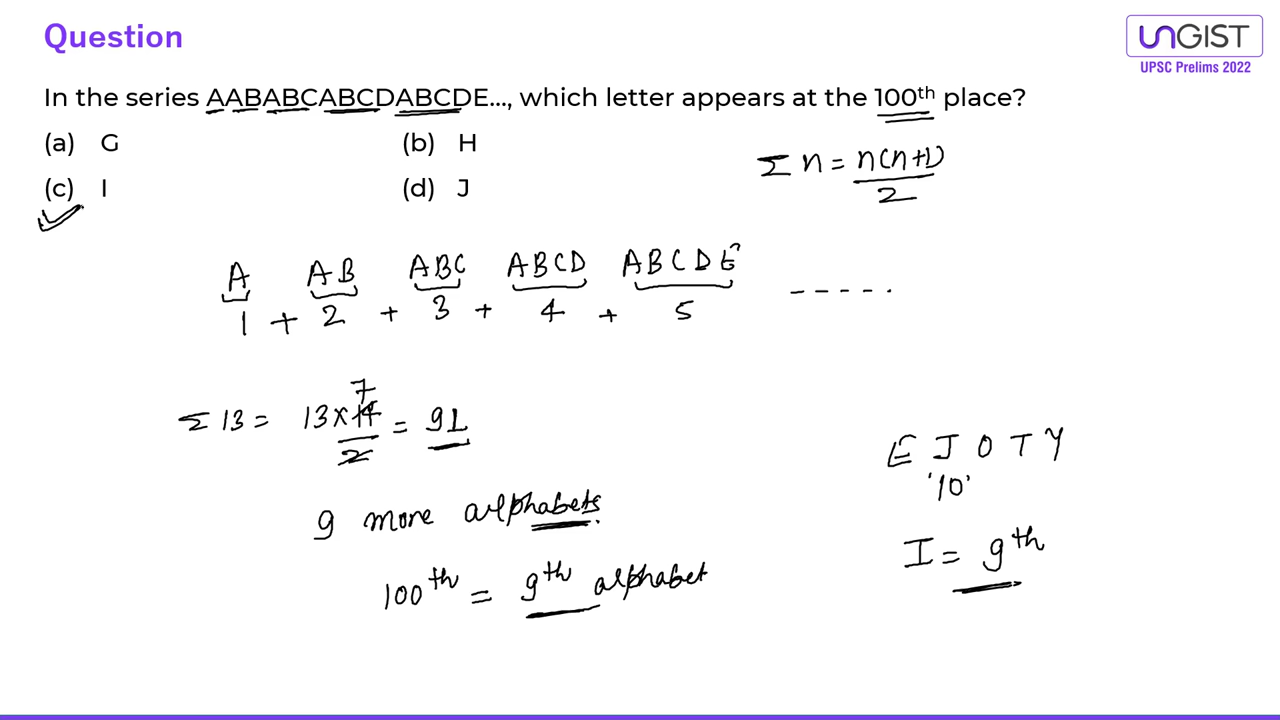 Question
UNGIST
UPSC Prelims 2022
In the series AABABCABCDABCDE..., which letter appears at the 100th place?
(a) G (b) H
(c) I (d) J
Σ n = n(n+1)/2
A AB ABC ABCD ABCDE
1 + 2 + 3 + 4 + 5 -----
Σ 13 = 13 x 14/2 = 91
7
E J O T Y
'10'
9 more alphabets.
I = 9th
100th = 9th alphabet